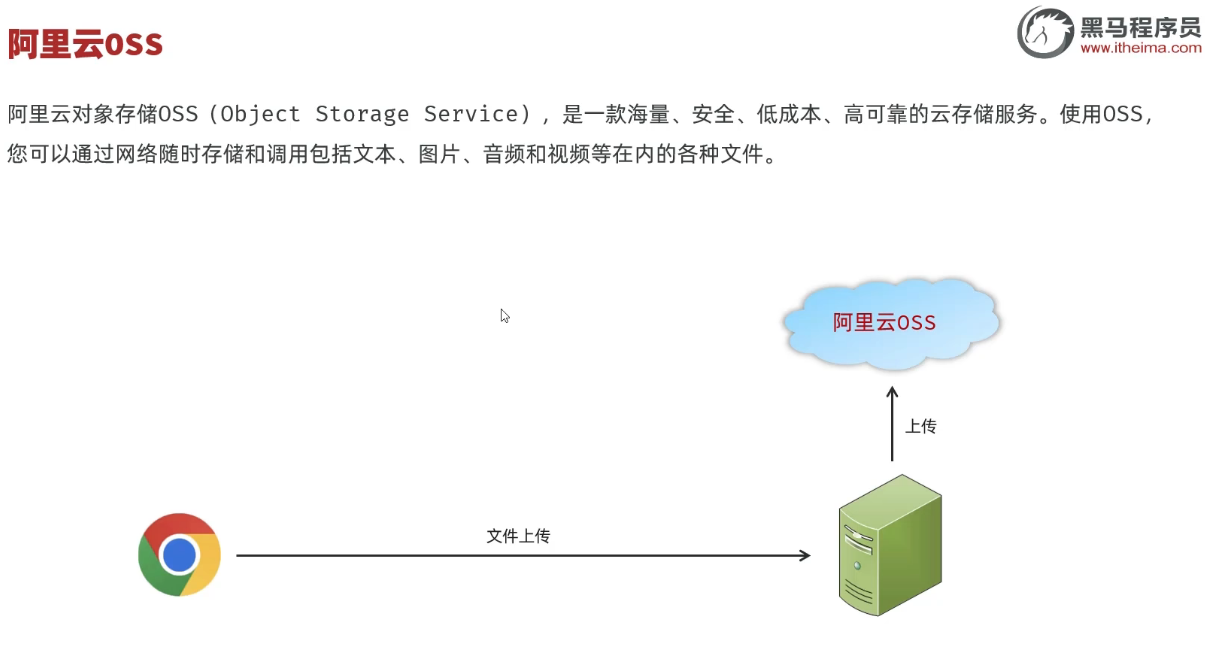 阿里云OSS
黑马程序员
www.itheima.com
阿里云对象存储OSS（Object Storage Service），是一款海量、安全、低成本、高可靠的云存储服务。使用OSS，
您可以通过网络随时存储和调用包括文本、图片、音频和视频等在内的各种文件。
阿里云OSS
上传
文件上传